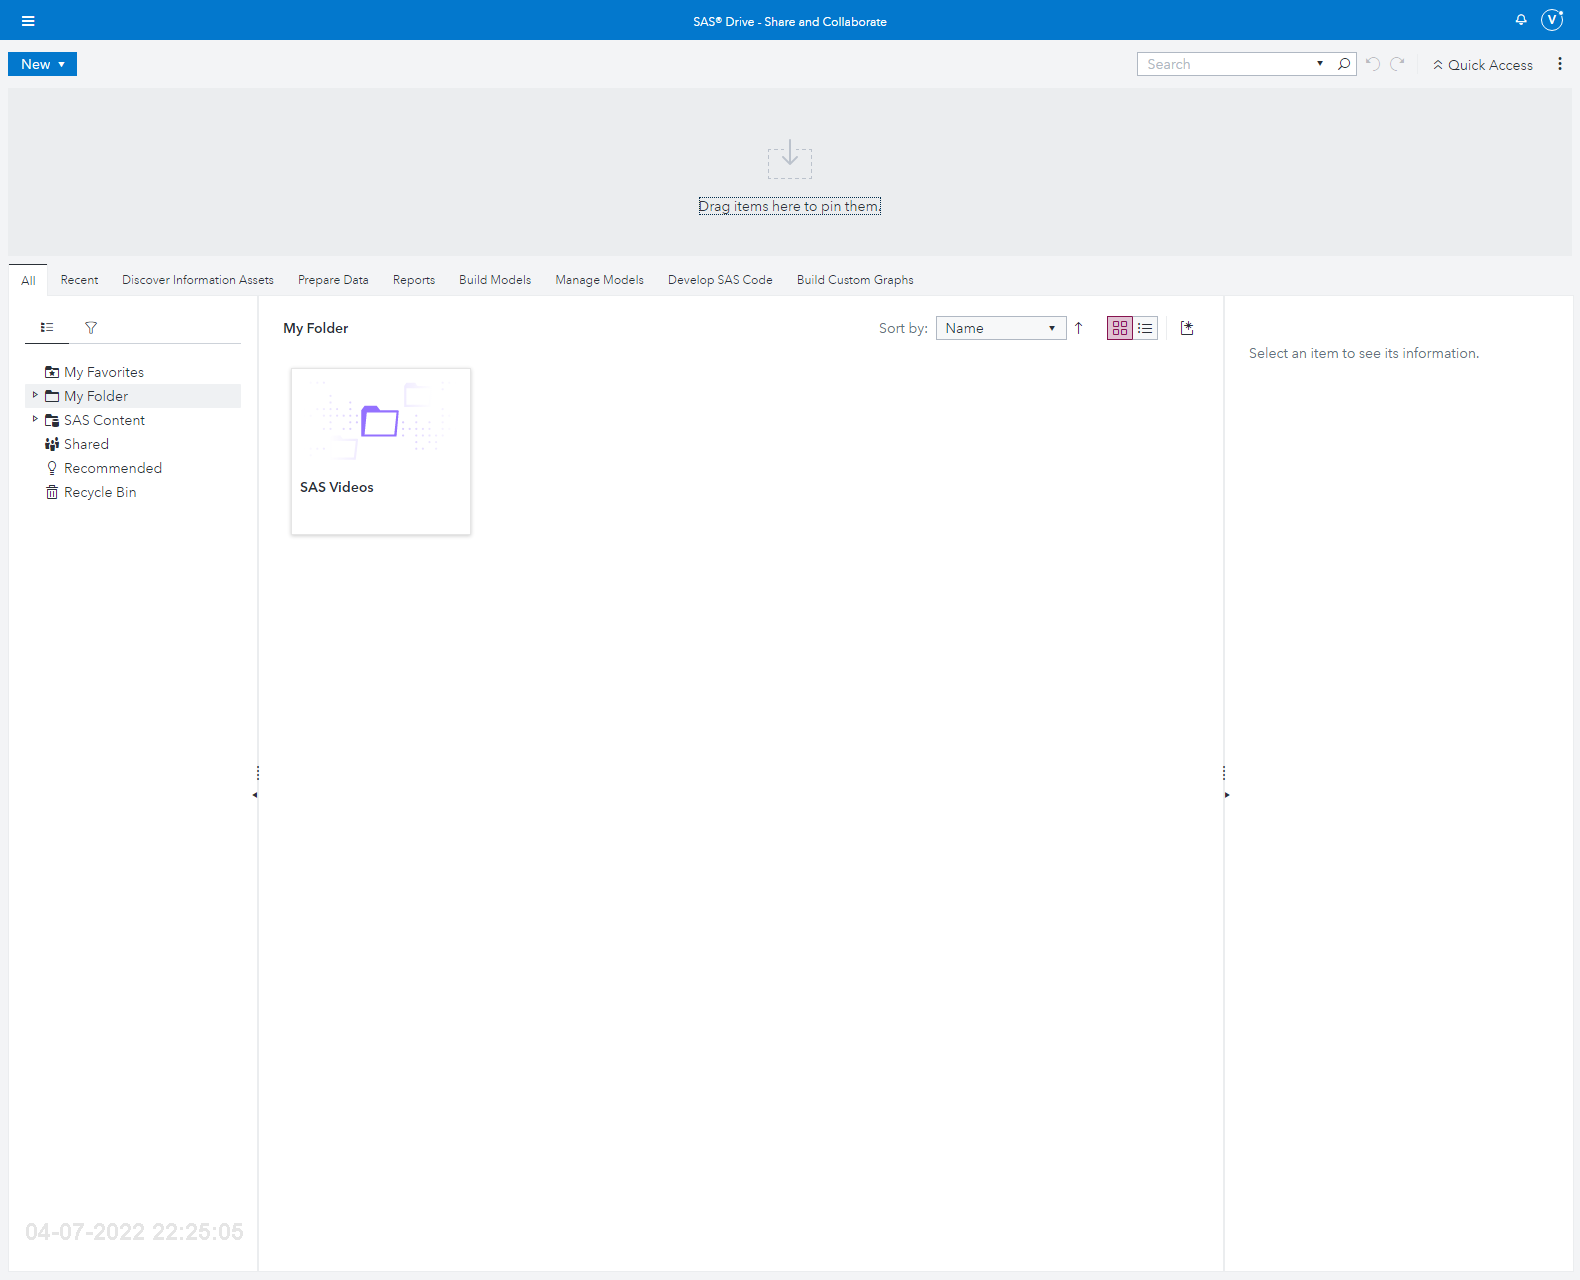 SAS® Drive - Share and Collaborate
V
New
Search
Quick Access
Drag items here to pin them.
All
Recent
Discover Information Assets
Prepare Data
Reports
Build Models
Manage Models
Develop SAS Code
Build Custom Graphs
My Favorites
My Folder
SAS Content
Shared
Recommended
Recycle Bin
My Folder
Sort by:
Name
SAS Videos
Select an item to see its information.
04-07-2022 22:25:05